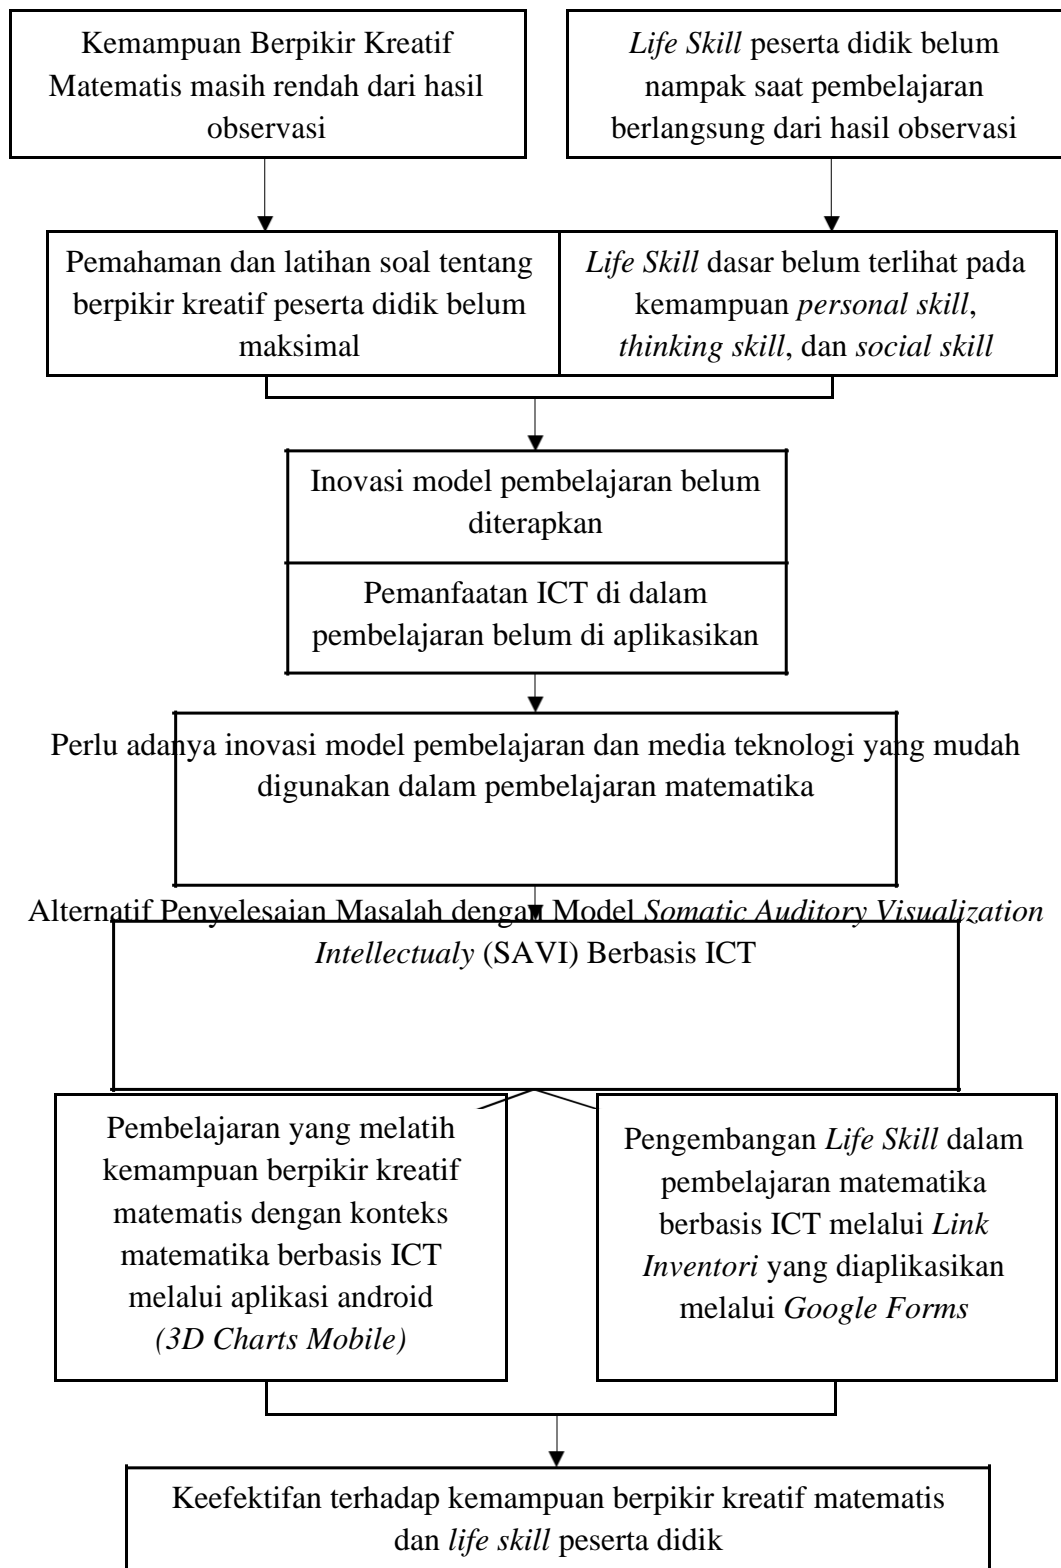 Kemampuan Berpikir Kreatif
Matematis masih rendah dari hasil
observasi
Life Skill peserta didik belum
nampak saat pembelajaran
berlangsung dari hasil observasi
Pemahaman dan latihan soal tentang
berpikir kreatif peserta didik belum
maksimal
Life Skill dasar belum terlihat pada
kemampuan personal skill,
thinking skill, dan social skill
Inovasi model pembelajaran belum
diterapkan
Pemanfaatan ICT di dalam
pembelajaran belum di aplikasikan
Perlu adanya inovasi model pembelajaran dan media teknologi yang mudah
digunakan dalam pembelajaran matematika
Alternatif Penyelesaian Masalah dengan Model Somatic Auditory Visualization
Intellectualy (SAVI) Berbasis ICT
Pembelajaran yang melatih
kemampuan berpikir kreatif
matematis dengan konteks
matematika berbasis ICT
melalui aplikasi android
(3D Charts Mobile)
Pengembangan Life Skill dalam
pembelajaran matematika
berbasis ICT melalui Link
Inventori yang diaplikasikan
melalui Google Forms
Keefektifan terhadap kemampuan berpikir kreatif matematis
dan life skill peserta didik